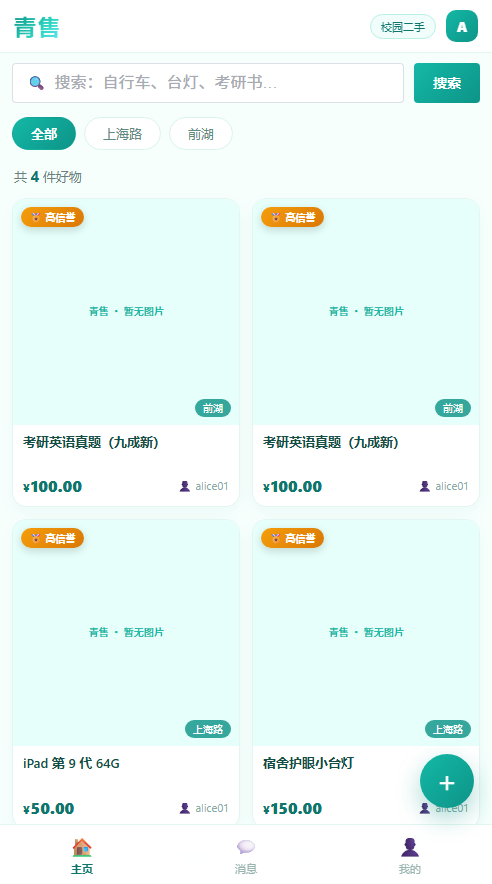 青售
校园二手
A
搜索：自行车、台灯、考研书...
搜索
全部
上海路
前湖
共 4 件好物
高信誉
青售 · 暂无图片
前湖
考研英语真题（九成新）
¥100.00
alice01
高信誉
青售 · 暂无图片
前湖
考研英语真题（九成新）
¥100.00
alice01
高信誉
青售 · 暂无图片
上海路
iPad 第 9 代 64G
¥50.00
alice01
高信誉
青售 · 暂无图片
上海路
宿舍护眼小台灯
¥150.00
alice01
+
主页
消息
我的